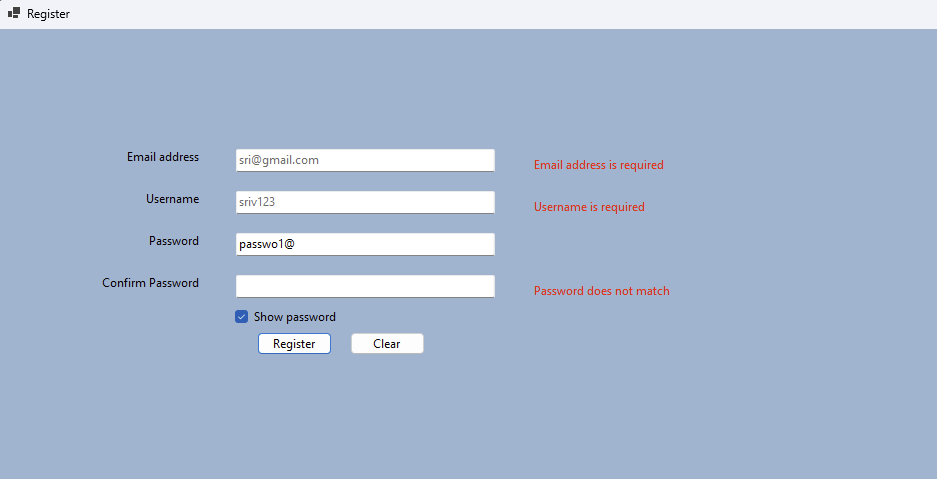 Register
Email address sri@gmail.com Email address is required
Username sriv123 Username is required
Password passwo1@
Confirm Password Password does not match
Show password
Register Clear